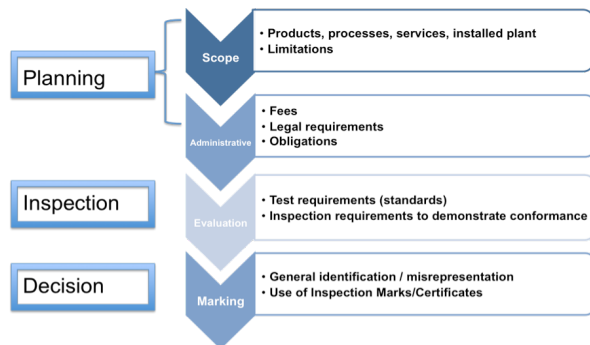 Planning
Scope
• Products, processes, services, installed plant
• Limitations
Administrative
• Fees
• Legal requirements
• Obligations
Inspection
Evaluation
• Test requirements (standards)
• Inspection requirements to demonstrate conformance
Decision
Marking
• General identification / misrepresentation
• Use of Inspection Marks/Certificates